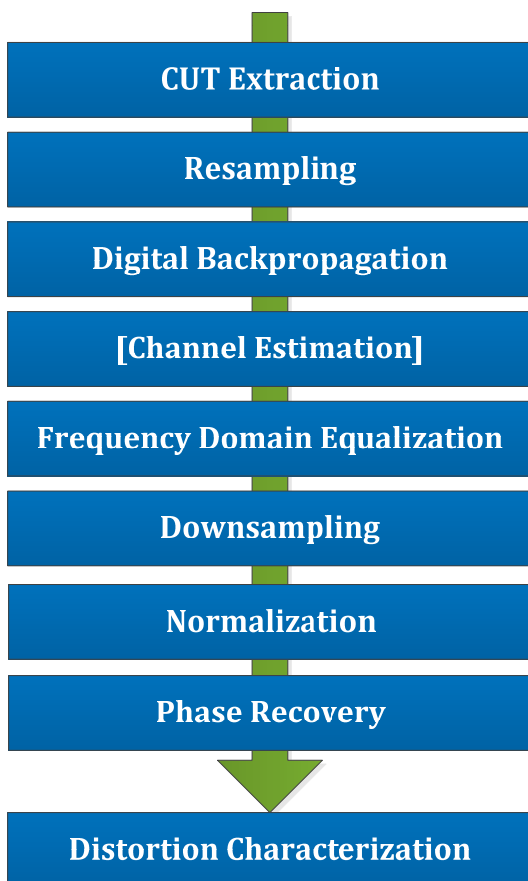 CUT Extraction
Resampling
Digital Backpropagation
[Channel Estimation]
Frequency Domain Equalization
Downsampling
Normalization
Phase Recovery
Distortion Characterization